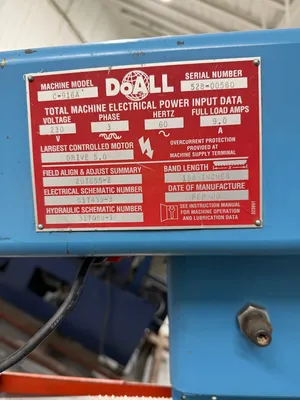 MACHINE MODEL
DoALL
SERIAL NUMBER
C-916A
528-00560
TOTAL MACHINE ELECTRICAL POWER INPUT DATA
VOLTAGE PHASE HERTZ FULL LOAD AMPS
230 3 60 9.0
V A
LARGEST CONTROLLED MOTOR
DRIVE 5.0
OVERCURRENT PROTECTION
PROVIDED AT
MACHINE SUPPLY TERMINAL
FIELD ALIGN & ADJUST SUMMARY
BAND LENGTH
INCHES
ELECTRICAL SCHEMATIC NUMBER
DATE OF MANUFACTURE
HYDRAULIC SCHEMATIC NUMBER
SEE INSTRUCTION MANUAL
FOR MACHINE OPERATION
AND LUBRICATION DATA